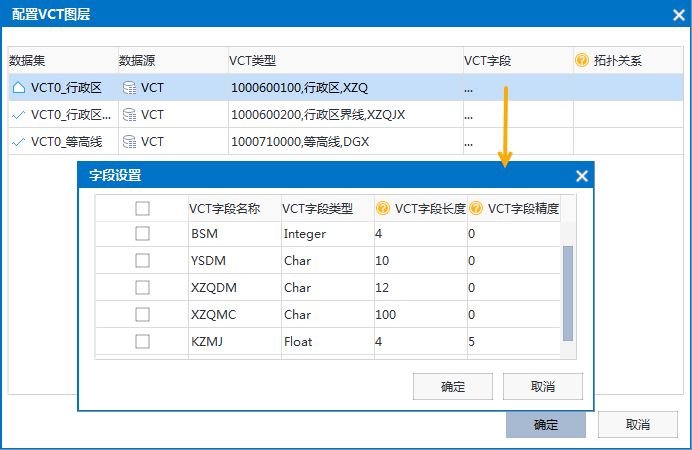 配置VCT图层
数据集 数据源 VCT类型 VCT字段 拓扑关系
VCT0_行政区 VCT 1000600100,行政区,XZQ ...
VCT0_行政区... VCT 1000600200,行政区界线,XZQJX ...
VCT0_等高线 VCT 1000710000,等高线,DGX ...
字段设置
VCT字段名称 VCT字段类型 VCT字段长度 VCT字段精度
BSM Integer 4 0
YSDM Char 10 0
XZQDM Char 12 0
XZQMC Char 100 0
KZMJ Float 4 5
确定 取消
确定 取消